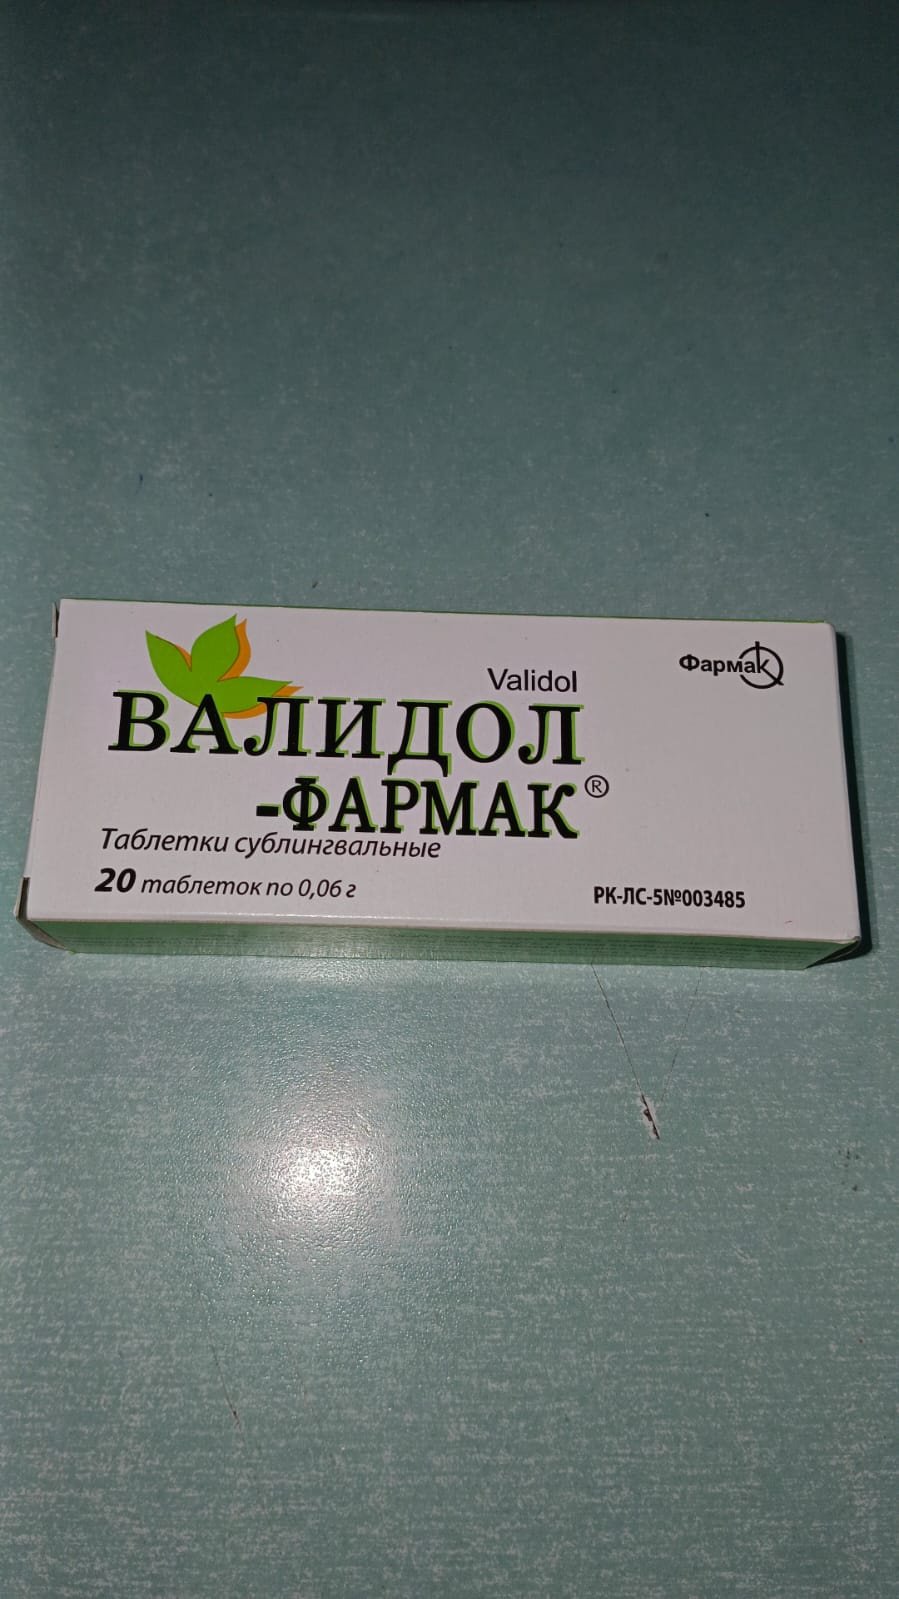 Validol
ФармаК
ВАЛИДОЛ
-ФАРМАК®
Таблетки сублингвальные
20 таблеток по 0,06 г
РК-ЛС-5№003485